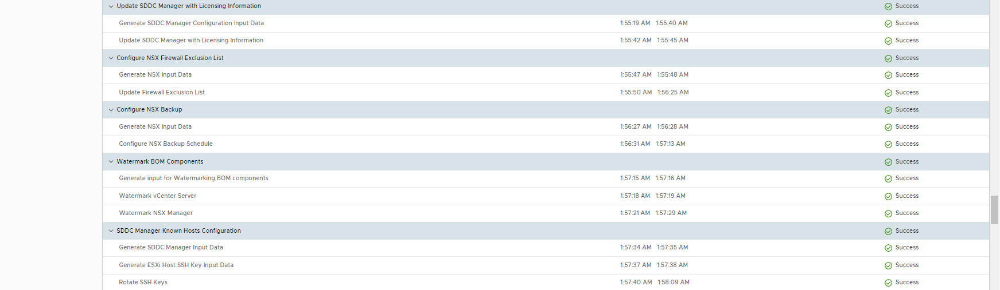 Update SDDC Manager with Licensing Information Success
Generate SDDC Manager Configuration Input Data 1:55:19 AM 1:55:40 AM Success
Update SDDC Manager with Licensing Information 1:55:42 AM 1:55:45 AM Success
Configure NSX Firewall Exclusion List Success
Generate NSX Input Data 1:55:47 AM 1:55:48 AM Success
Update Firewall Exclusion List 1:55:50 AM 1:56:25 AM Success
Configure NSX Backup Success
Generate NSX Input Data 1:56:27 AM 1:56:28 AM Success
Configure NSX Backup Schedule 1:56:31 AM 1:57:13 AM Success
Watermark BOM Components Success
Generate input for Watermarking BOM components 1:57:15 AM 1:57:16 AM Success
Watermark vCenter Server 1:57:18 AM 1:57:19 AM Success
Watermark NSX Manager 1:57:21 AM 1:57:29 AM Success
SDDC Manager Known Hosts Configuration Success
Generate SDDC Manager Input Data 1:57:34 AM 1:57:35 AM Success
Generate ESXi Host SSH Key Input Data 1:57:37 AM 1:57:38 AM Success
Rotate SSH Keys 1:57:40 AM 1:58:09 AM Success